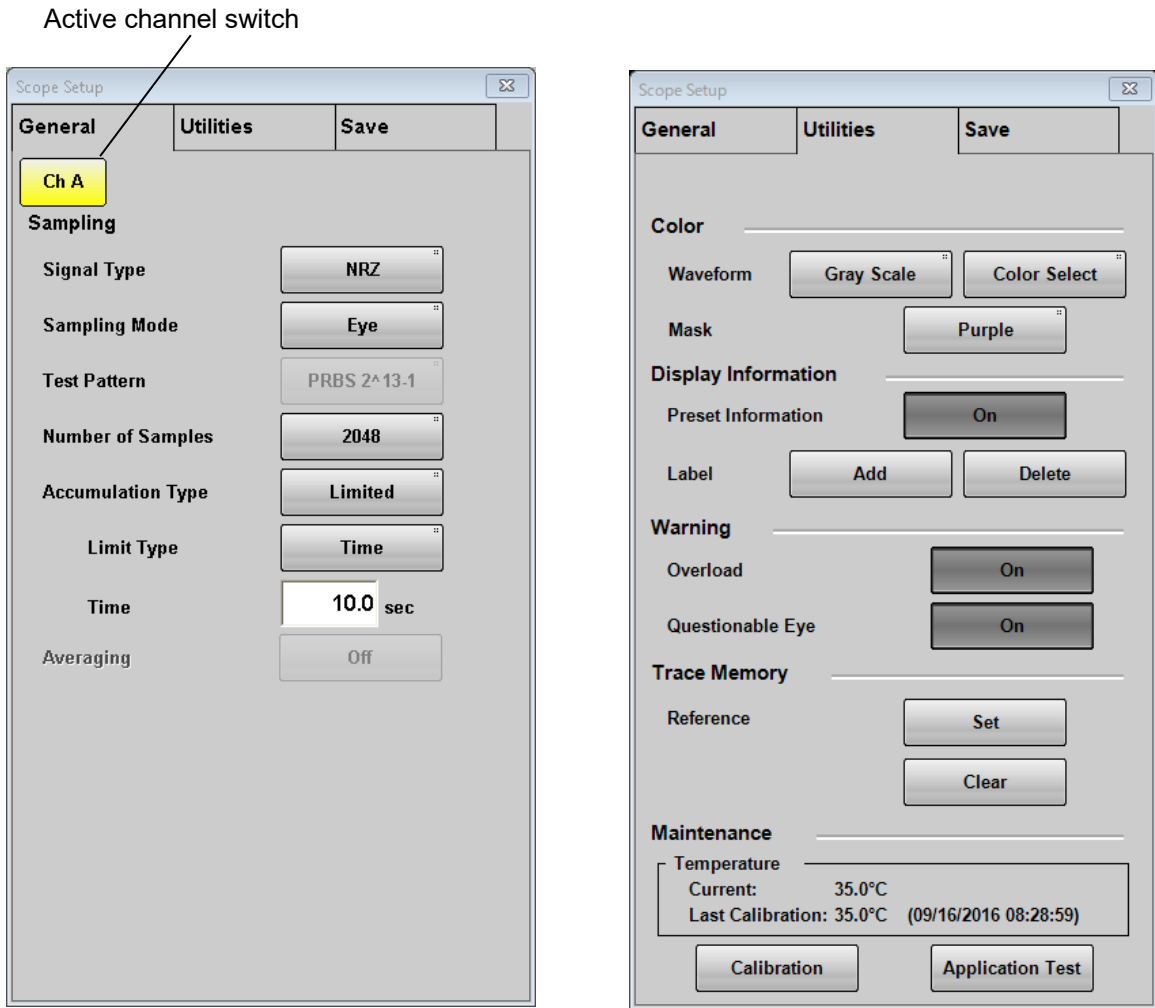 Active channel switch
Scope Setup
General Utilities Save
Ch A
Sampling
Signal Type NRZ
Sampling Mode Eye
Test Pattern PRBS 2^13-1
Number of Samples 2048
Accumulation Type Limited
Limit Type Time
Time 10.0 sec
Averaging Off
Scope Setup
General Utilities Save
Color
Waveform Gray Scale Color Select
Mask Purple
Display Information
Preset Information On
Label Add Delete
Warning
Overload On
Questionable Eye On
Trace Memory
Reference Set
Clear
Maintenance
Temperature
Current: 35.0°C
Last Calibration: 35.0°C (09/16/2016 08:28:59)
Calibration Application Test